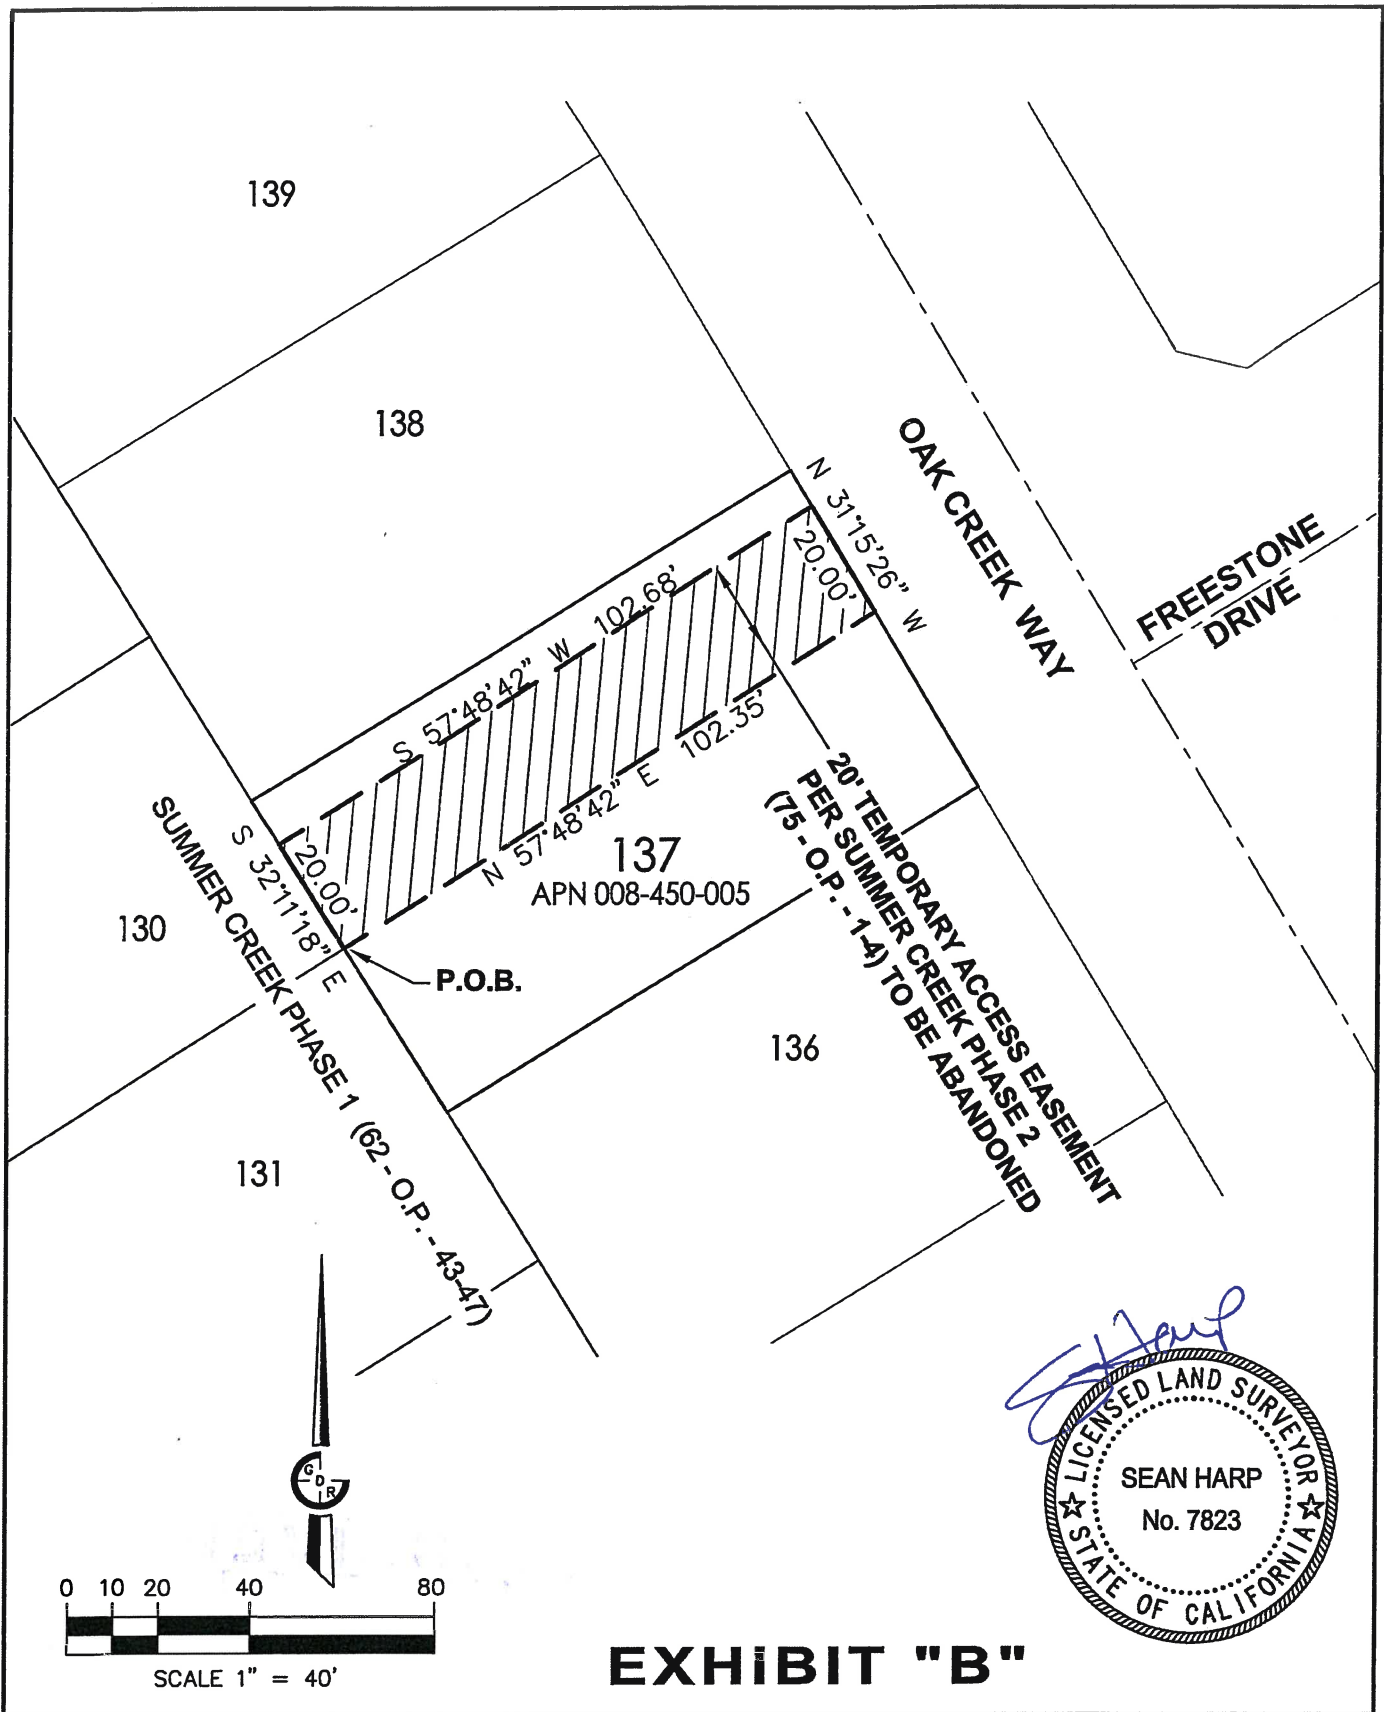 139
138
OAK CREEK WAY
FREESTONE
DRIVE
N 31°15'26" W
20.00'
S 57°48'42" W 102.68'
N 57°48'42" E 102.35'
S 32°11'18" E
20.00'
137
APN 008-450-005
130
P.O.B.
SUMMER CREEK PHASE 1 (62 - O.P. - 43-47)
20' TEMPORARY ACCESS EASEMENT
PER SUMMER CREEK PHASE 2
(75 - O.P. - 1-4) TO BE ABANDONED
136
131
G D R
0 10 20 40 80
SCALE 1" = 40'
S Harp
LICENSED LAND SURVEYOR
SEAN HARP
No. 7823
STATE OF CALIFORNIA
EXHiBIT "B"